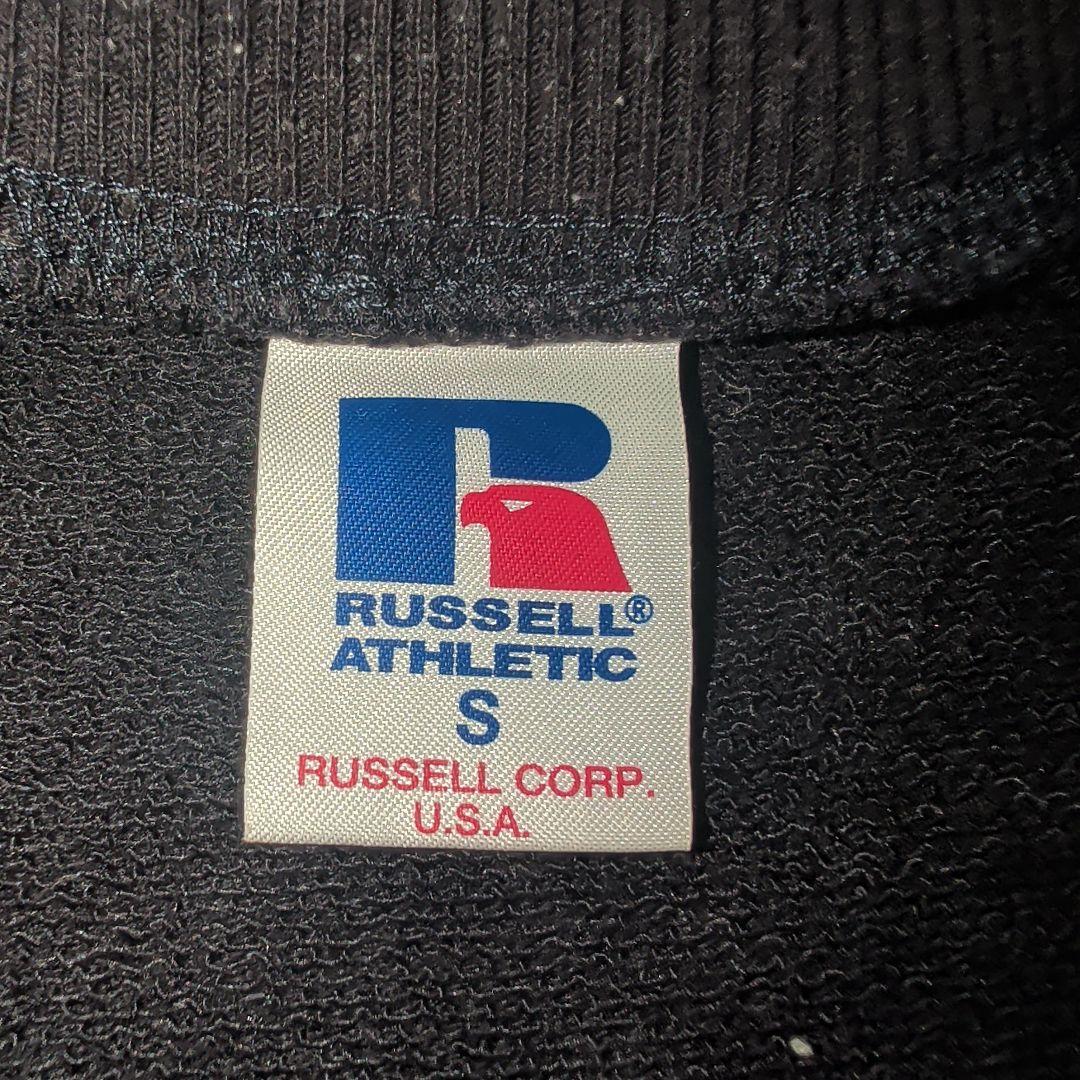 R
RUSSELL®
ATHLETIC
S
RUSSELL CORP.
U.S.A.